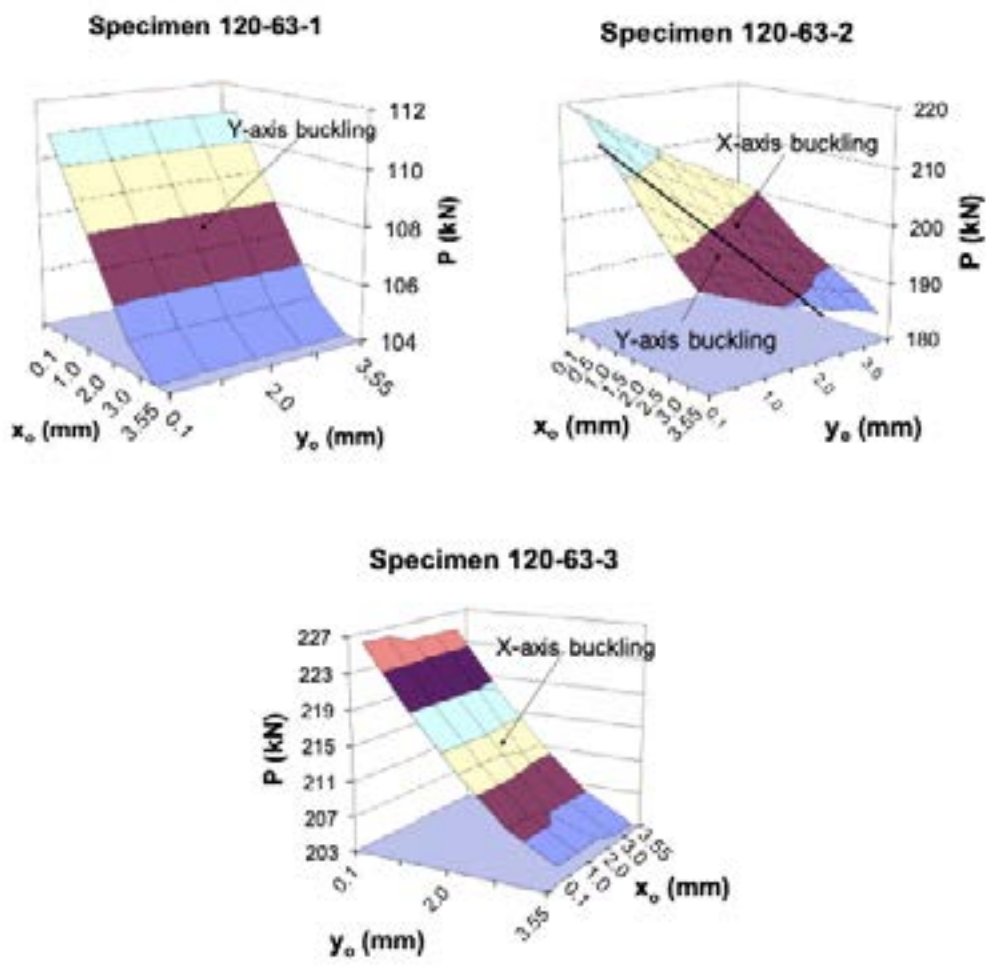 Specimen 120-63-1
Y-axis buckling
112
110
108
106
104
P (kN)
0.1
1.0
2.0
3.0
3.55
x₀ (mm)
0.1
2.0
3.55
y₀ (mm)
Specimen 120-63-2
X-axis buckling
Y-axis buckling
220
210
200
190
180
P (kN)
3.55
x₀ (mm)
0.1
1.0
2.0
3.0
y₀ (mm)
Specimen 120-63-3
X-axis buckling
227
223
219
215
211
207
203
P (kN)
0.1
2.0
3.55
y₀ (mm)
0.1
1.0
2.0
3.0
3.55
x₀ (mm)